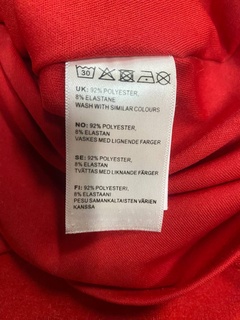 30
UK: 92% POLYESTER,
8% ELASTANE
WASH WITH SIMILAR COLOURS
NO: 92% POLYESTER,
8% ELASTAN
VASKES MED LIGNENDE FARGER
SE: 92% POLYESTER,
8% ELASTAN
TVÄTTAS MED LIKNANDE FÄRGER
FI: 92% POLYESTERI,
8% ELASTAANI
PESU SAMANKALTAISTEN VÄRIEN
KANSSA